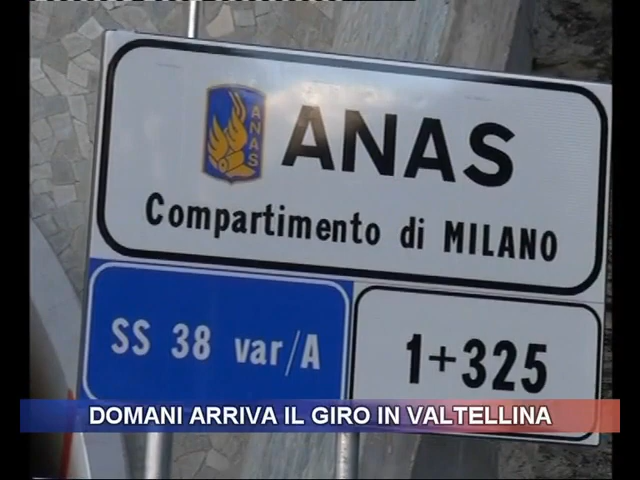 ANAS
ANAS
Compartimento di MILANO
SS 38 var/A
1+325
DOMANI ARRIVA IL GIRO IN VALTELLINA